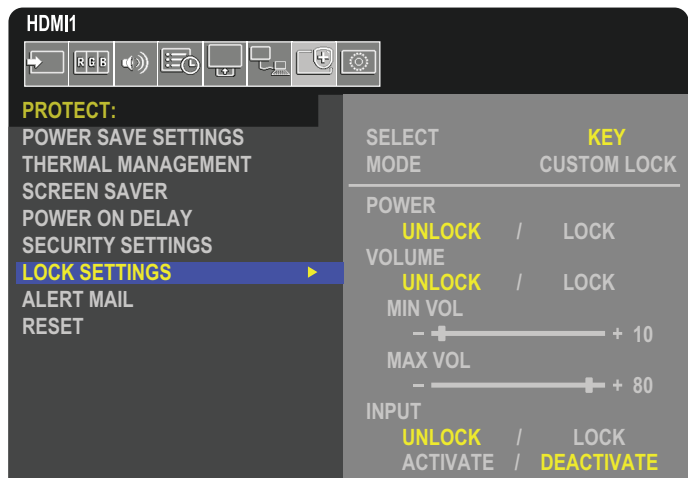 HDMI1
R G B
PROTECT:
POWER SAVE SETTINGS
THERMAL MANAGEMENT
SCREEN SAVER
POWER ON DELAY
SECURITY SETTINGS
LOCK SETTINGS
ALERT MAIL
RESET
SELECT KEY
MODE CUSTOM LOCK
POWER
UNLOCK / LOCK
VOLUME
UNLOCK / LOCK
MIN VOL
− + 10
MAX VOL
− + 80
INPUT
UNLOCK / LOCK
ACTIVATE / DEACTIVATE